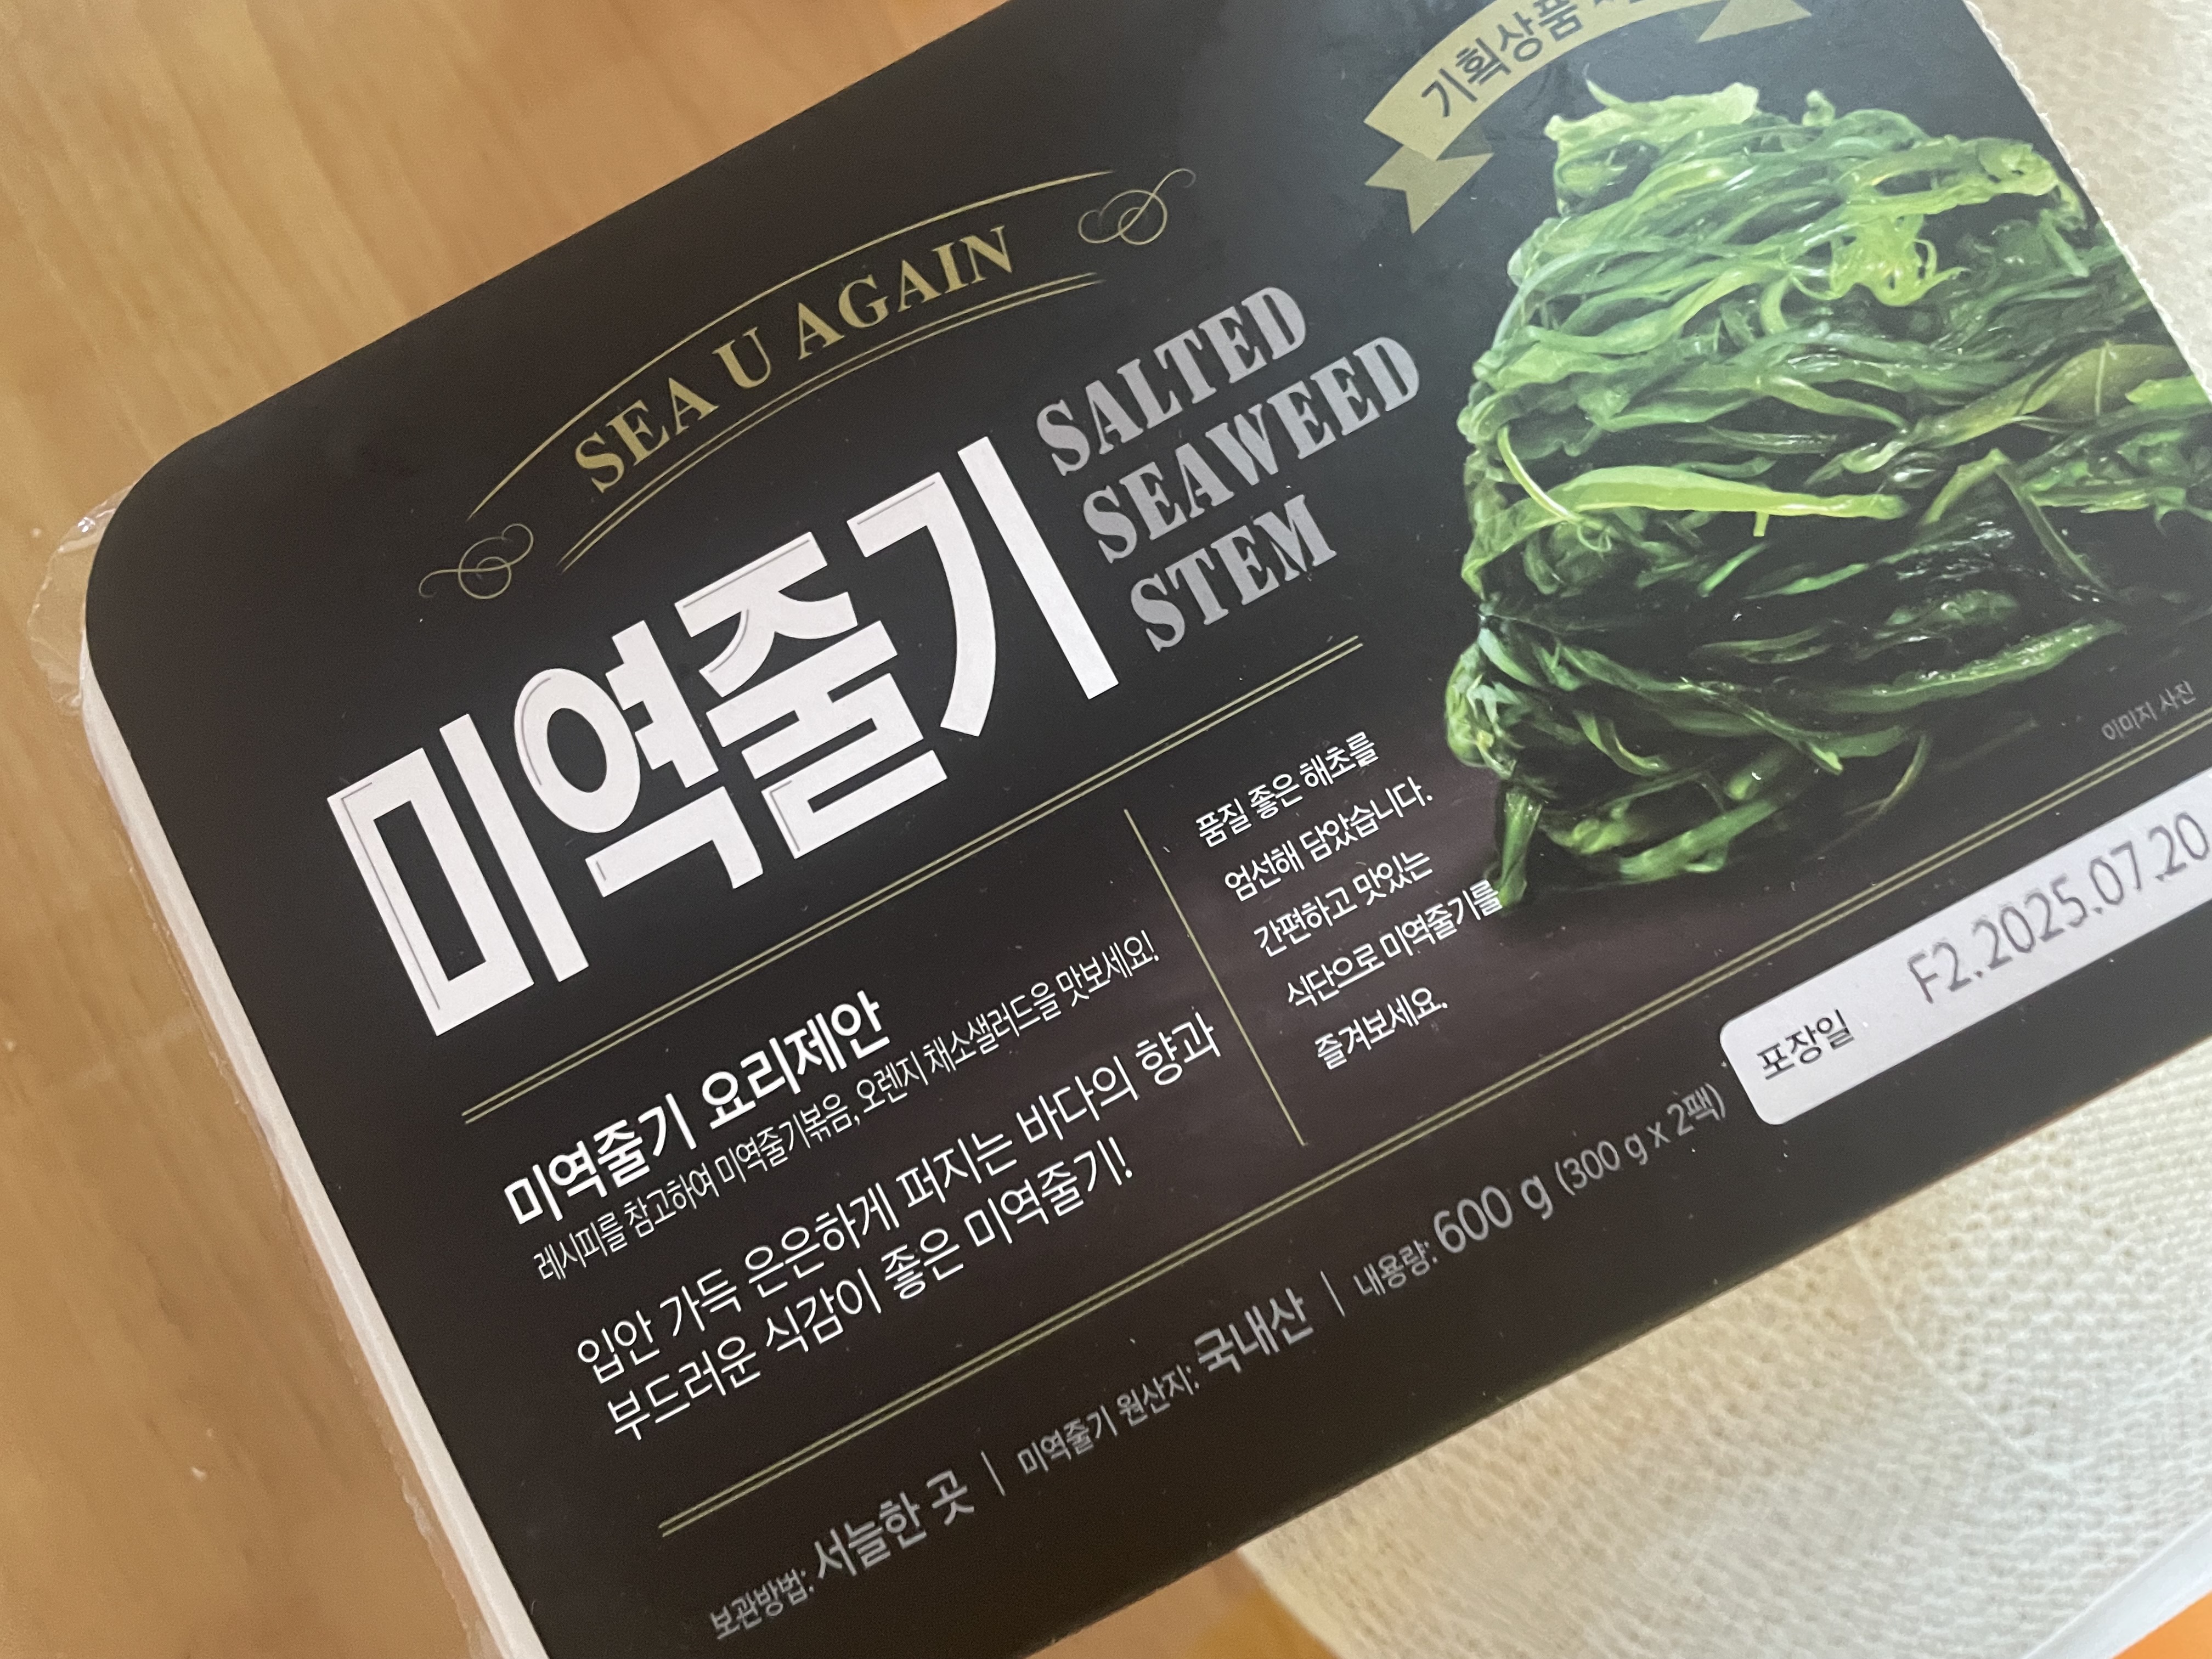 기획상품
SEA U AGAIN
미역줄기
SALTED
SEAWEED
STEM
이미지 사진
미역줄기 요리제안
레시피를 참고하여 미역줄기볶음, 오렌지 채소샐러드을 맛보세요!
입안 가득 은은하게 퍼지는 바다의 향과
부드러운 식감이 좋은 미역줄기!
품질 좋은 해초를
엄선해 담았습니다.
간편하고 맛있는
식단으로 미역줄기를
즐겨보세요.
포장일 F2.2025.07.20
보관방법: 서늘한 곳 | 미역줄기 원산지: 국내산 | 내용량: 600 g (300 g x 2팩)